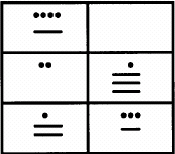 𝋩
𝋢 𝋰
𝋫 𝋨